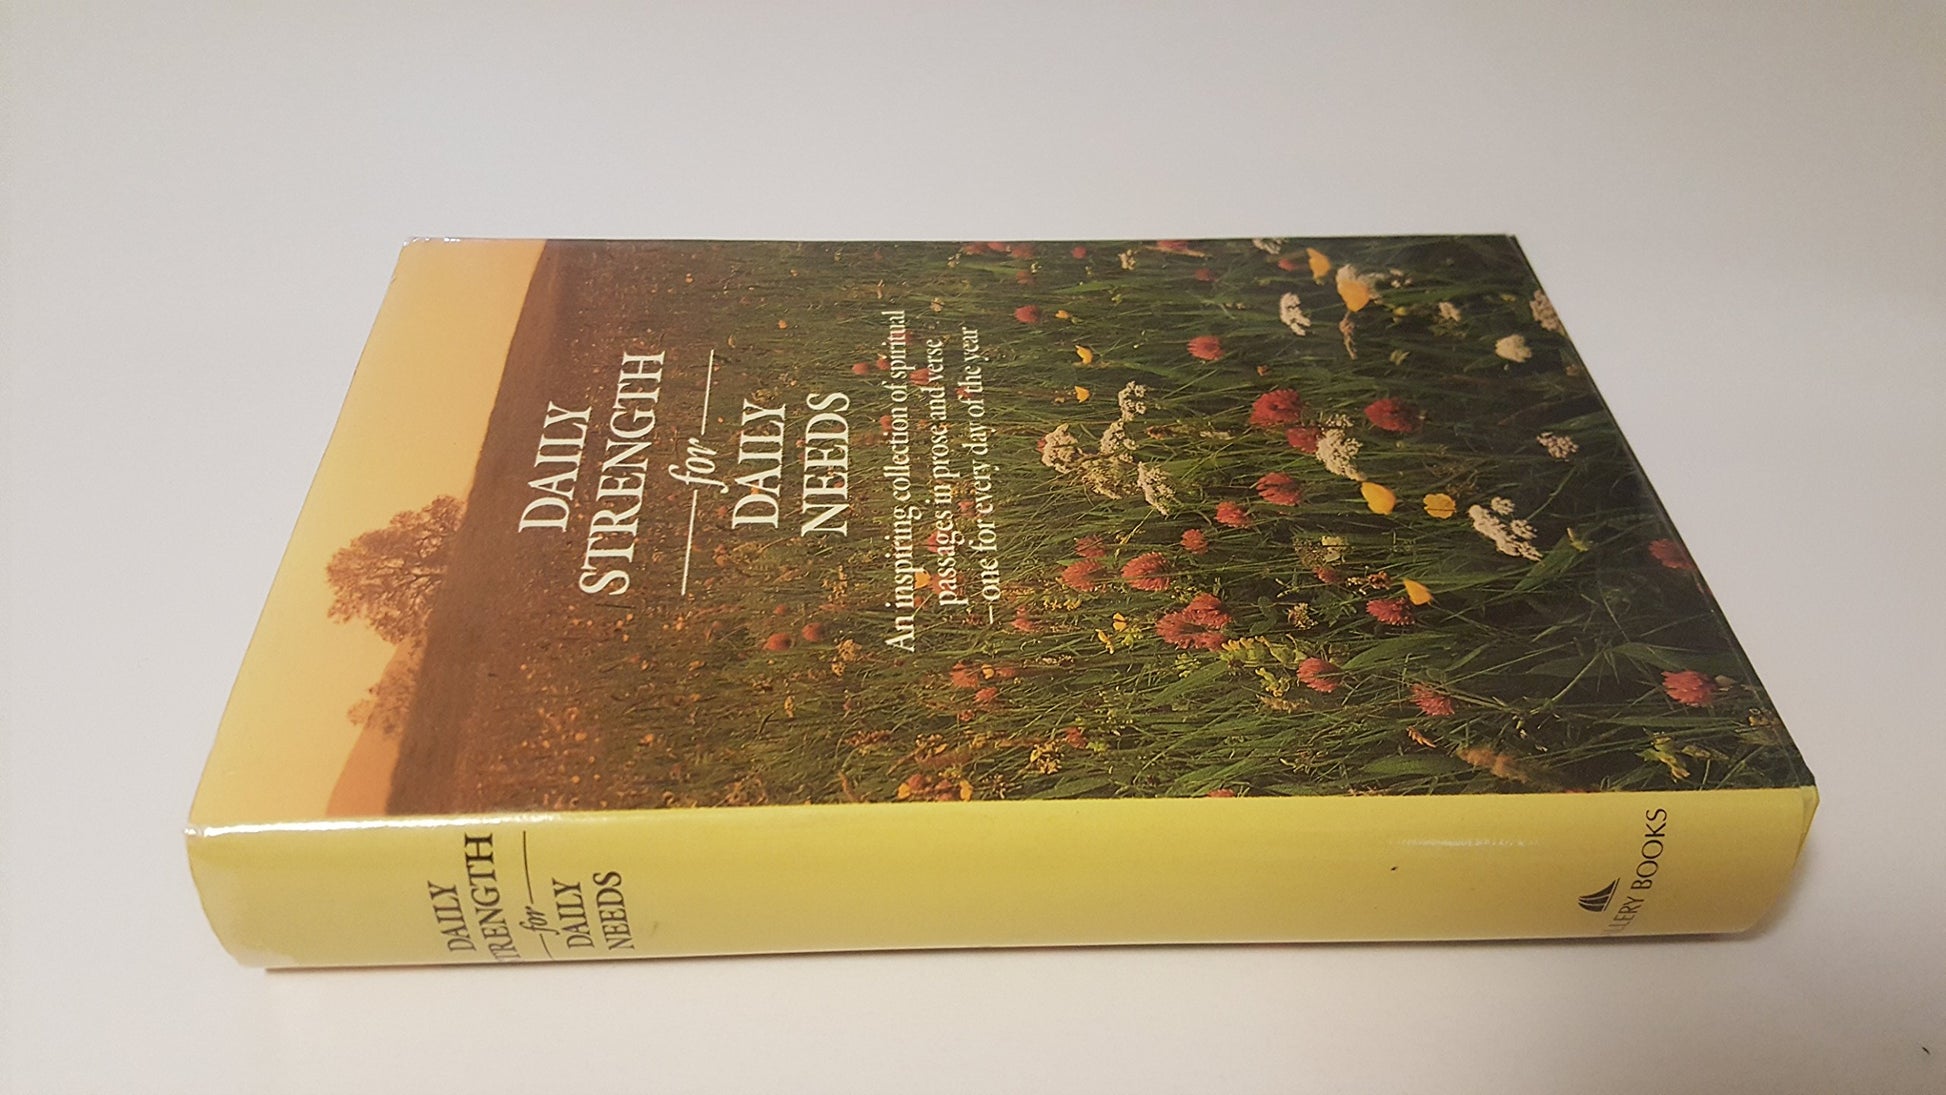 DAILY
STRENGTH
for
DAILY
NEEDS
An inspiring collection of spiritual
passages in prose and verse
—one for every day of the year
DAILY
STRENGTH
for
DAILY
NEEDS
BOOKS